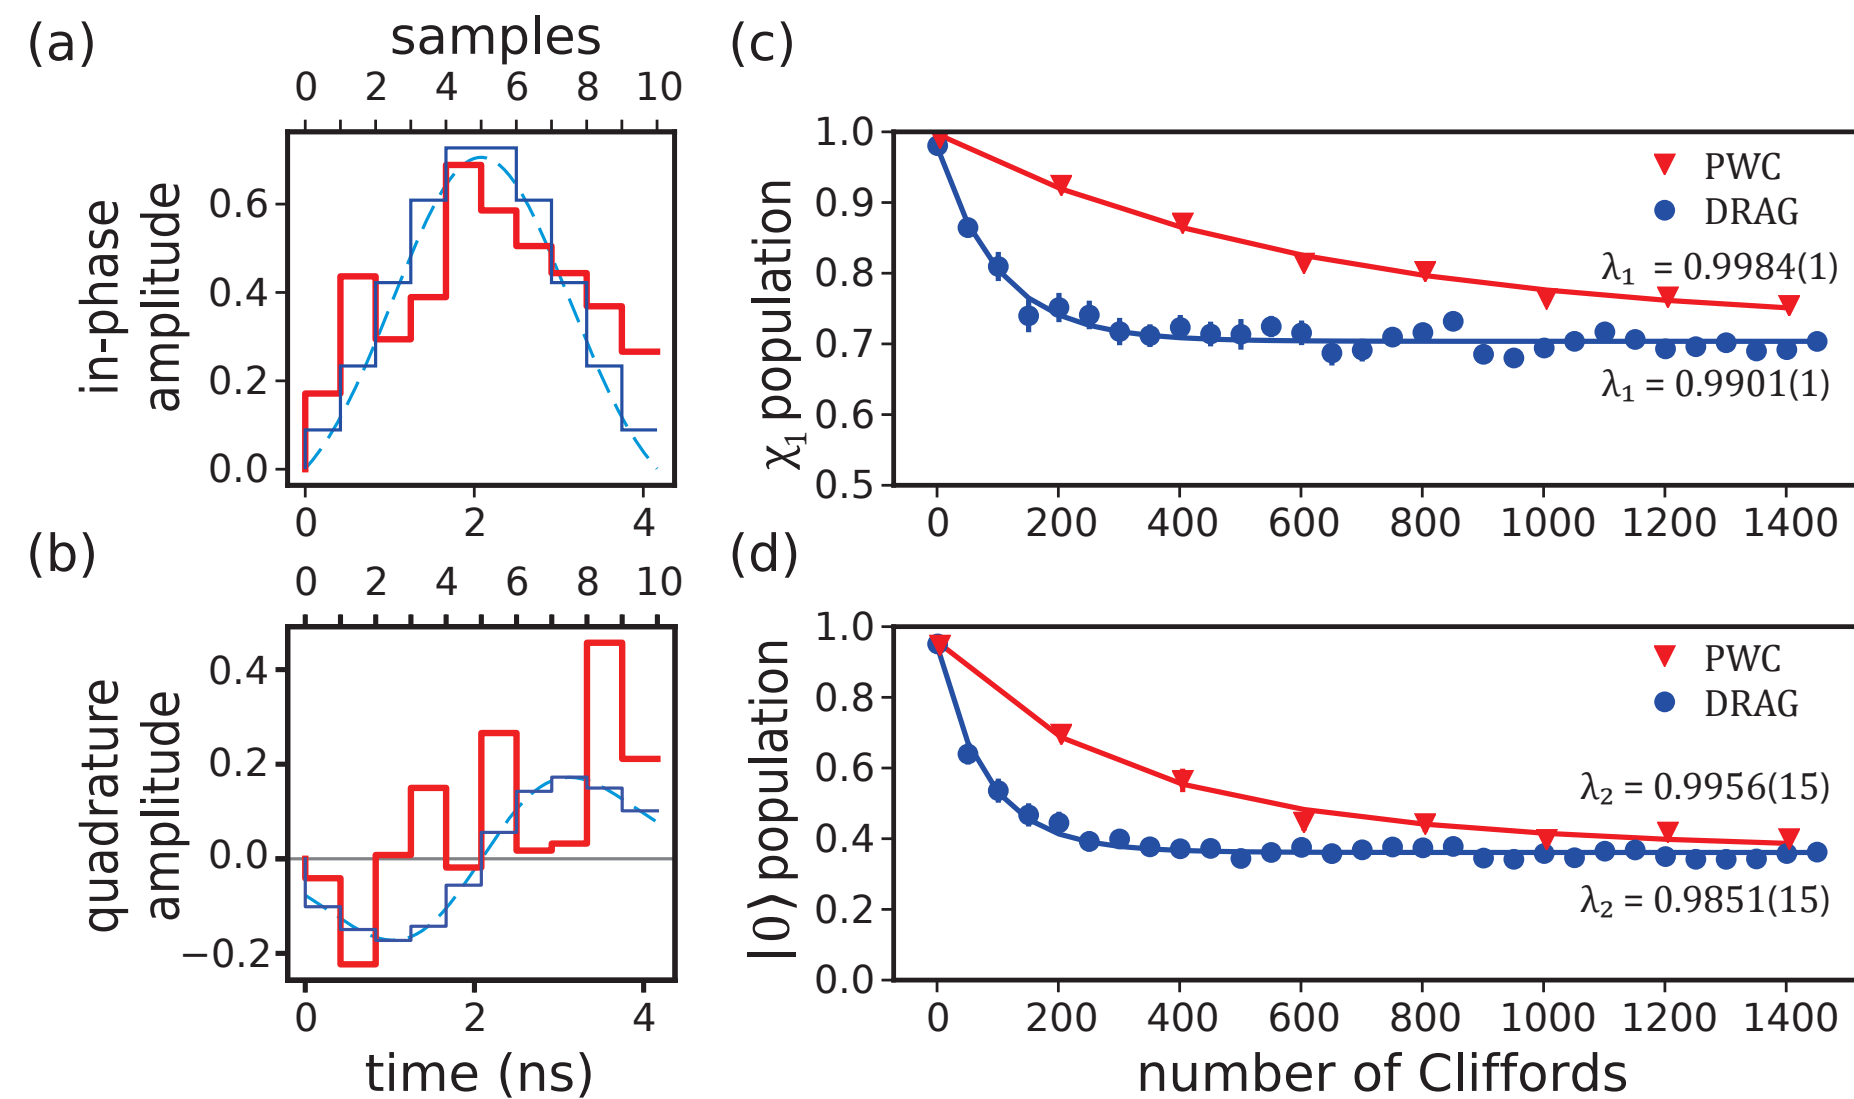 (a)
samples
0 2 4 6 8 10
in-phase
amplitude
0.6
0.4
0.2
0.0
0 2 4
(b)
0 2 4 6 8 10
quadrature
amplitude
0.4
0.2
0.0
−0.2
0 2 4
time (ns)
(c)
χ₁ population
1.0
0.9
0.8
0.7
0.6
0.5
PWC
DRAG
λ₁ = 0.9984(1)
λ₁ = 0.9901(1)
0 200 400 600 800 1000 1200 1400
(d)
|0⟩ population
1.0
0.8
0.6
0.4
0.2
0.0
PWC
DRAG
λ₂ = 0.9956(15)
λ₂ = 0.9851(15)
0 200 400 600 800 1000 1200 1400
number of Cliffords